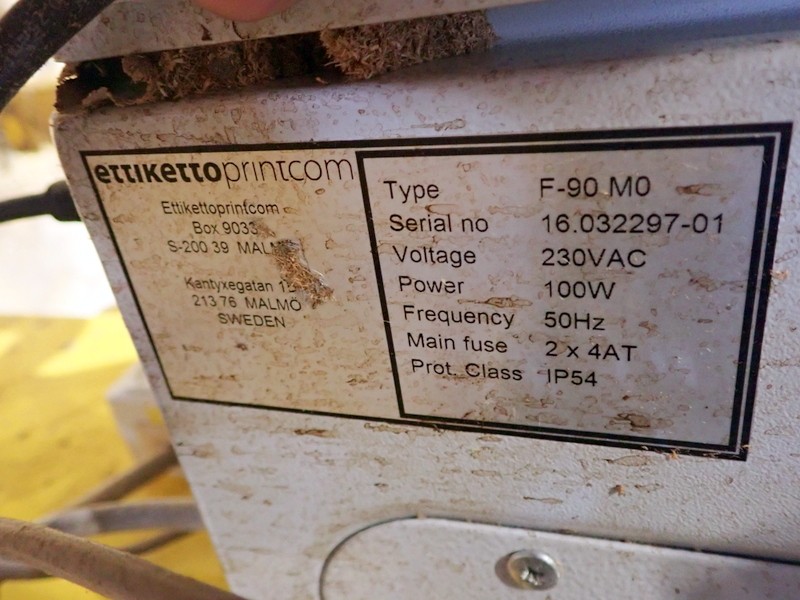 ettikettoprintcom
Ettikettoprintcom
Box 9033
S-200 39
Kantyxegatan
213 76 MALMÖ
SWEDEN
Type F-90 M0
Serial no 16.032297-01
Voltage 230VAC
Power 100W
Frequency 50Hz
Main fuse 2 x 4AT
Prot. Class IP54